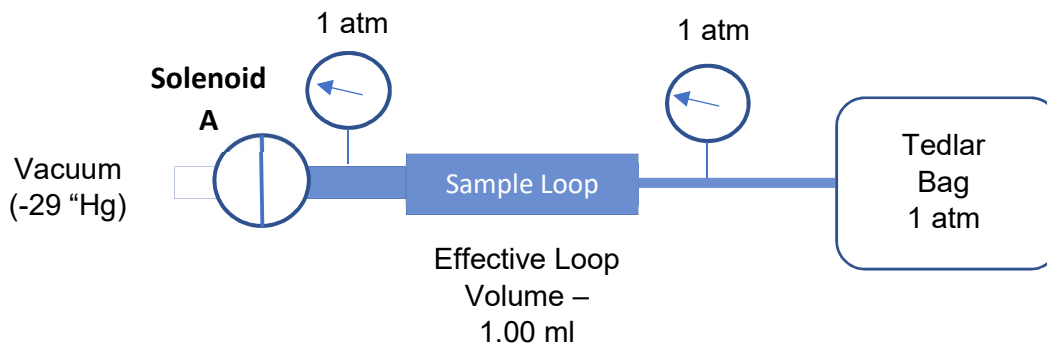 1 atm
1 atm
Solenoid
A
Vacuum
(-29 “Hg)
Sample Loop
Tedlar
Bag
1 atm
Effective Loop
Volume –
1.00 ml